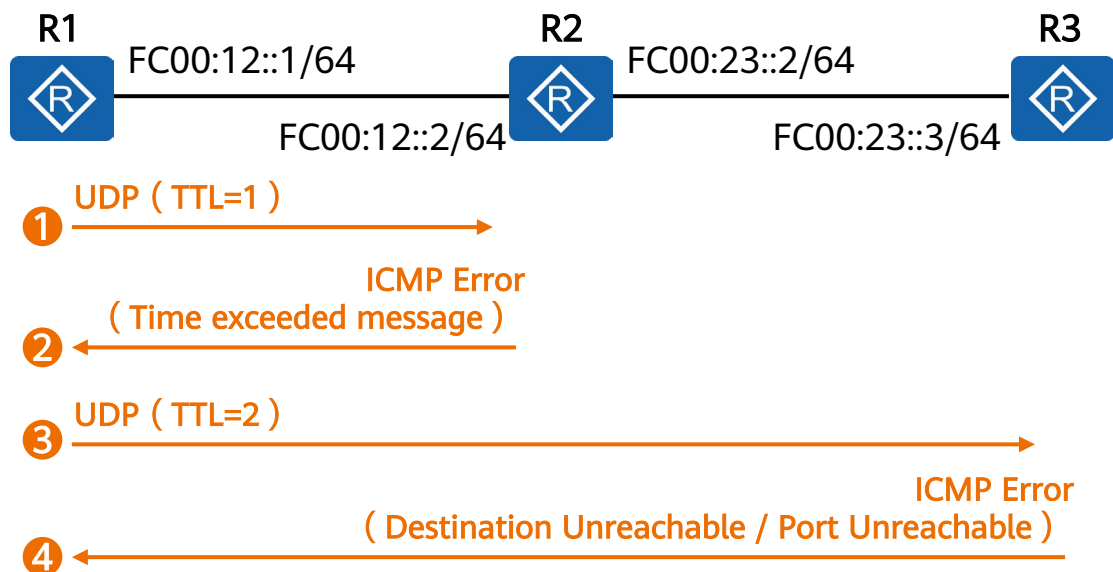 R1 R2 R3
FC00:12::1/64 FC00:23::2/64
R R R
FC00:12::2/64 FC00:23::3/64
UDP（TTL=1）
1
ICMP Error
（Time exceeded message）
2
UDP（TTL=2）
3
ICMP Error
（Destination Unreachable / Port Unreachable）
4